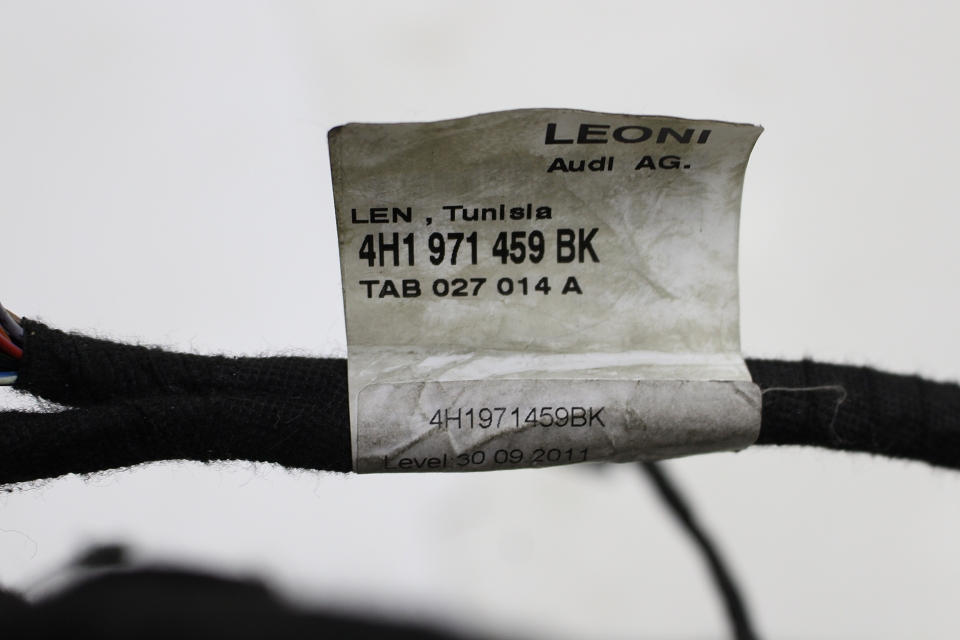 LEONI
Audi AG.
LEN , Tunisia
4H1 971 459 BK
TAB 027 014 A
4H1971459BK
Level:30 09 2011